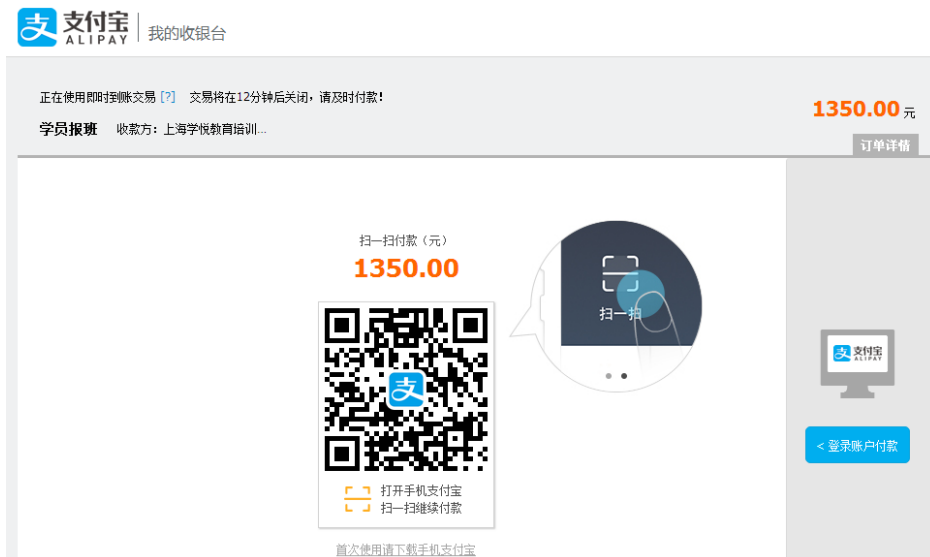 支 支付宝 ALIPAY 我的收银台
正在使用即时到账交易 [?] 交易将在12分钟后关闭，请及时付款！
1350.00 元
学员报班 收款方：上海学悦教育培训...
订单详情
扫一扫付款（元）
1350.00
扫一扫
支
支 支付宝 ALIPAY
< 登录账户付款
打开手机支付宝
扫一扫继续付款
首次使用请下载手机支付宝